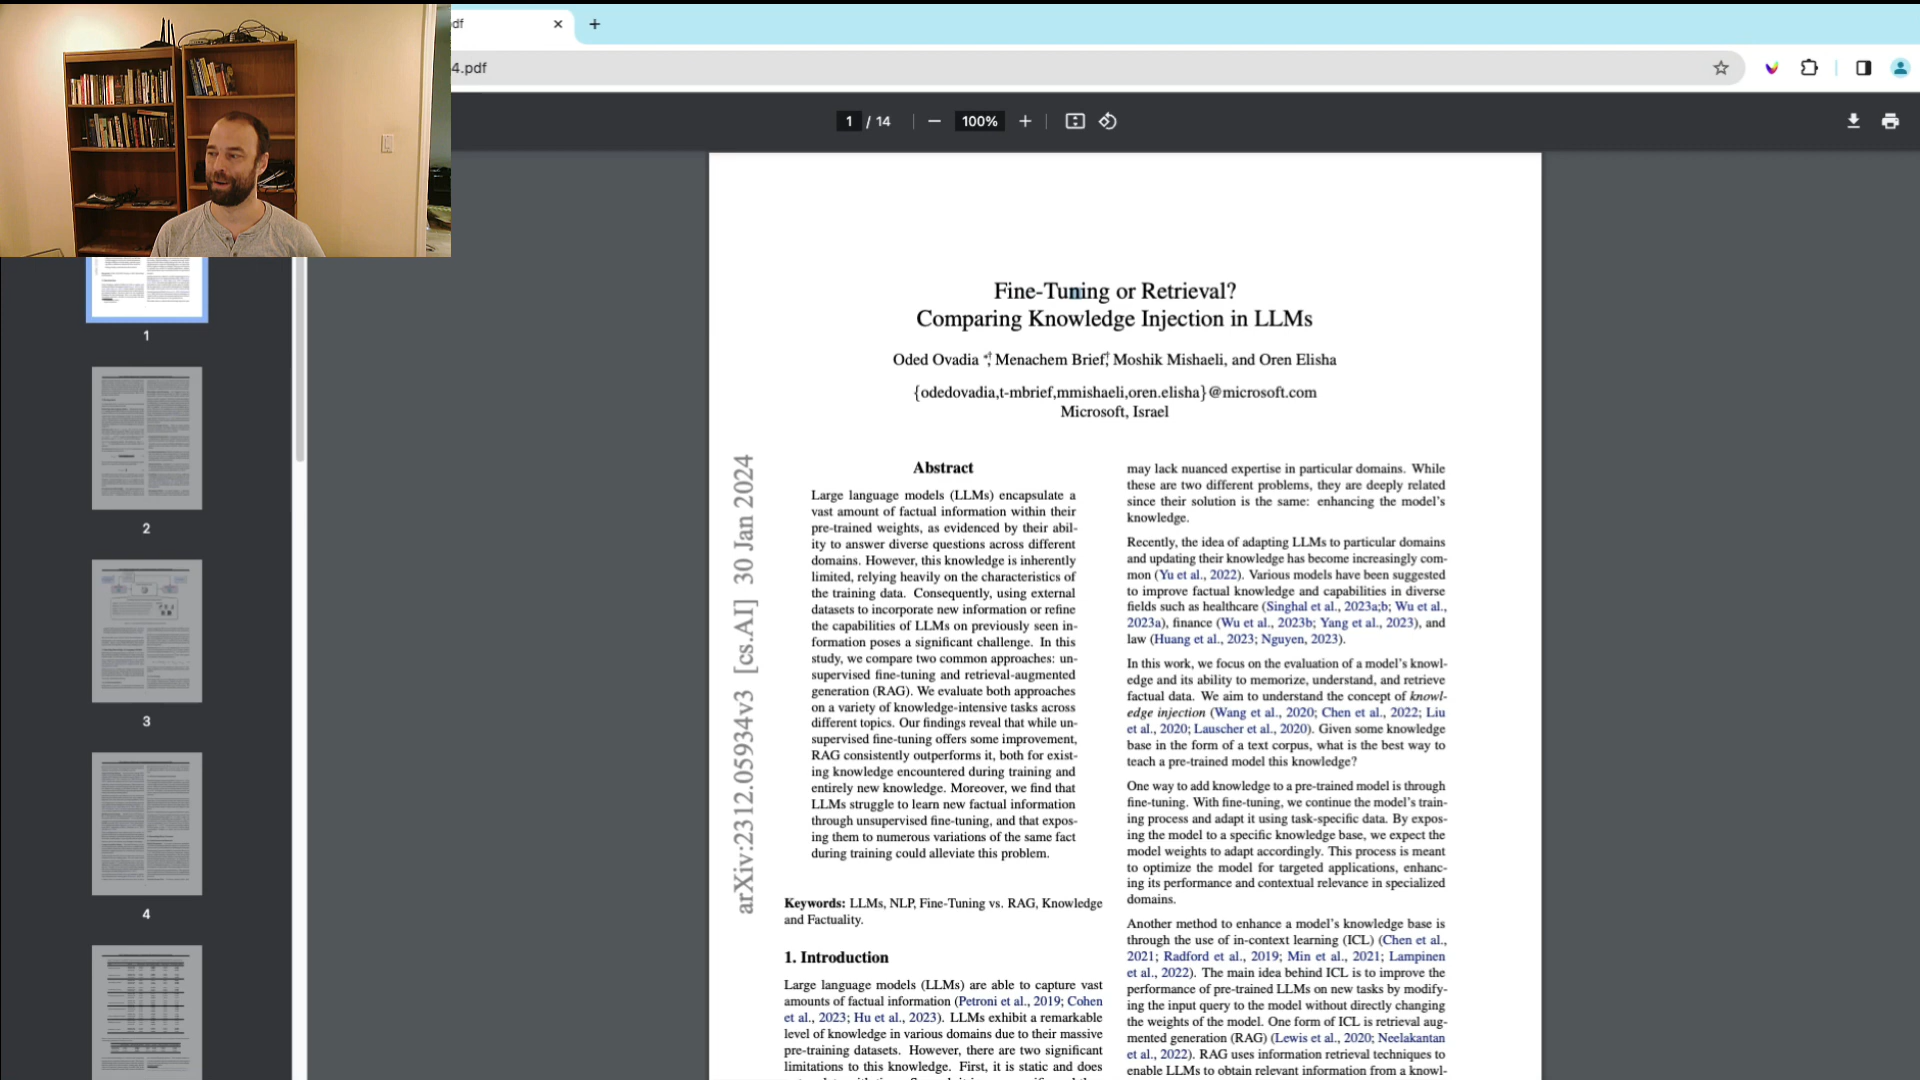 df
4.pdf
1 / 14
100%
1
2
3
4
Fine-Tuning or Retrieval?
Comparing Knowledge Injection in LLMs
Oded Ovadia *†, Menachem Brief†, Moshik Mishaeli, and Oren Elisha
{odedovadia,t-mbrief,mmishaeli,oren.elisha}@microsoft.com
Microsoft, Israel
arXiv:2312.05934v3 [cs.AI] 30 Jan 2024
Abstract
Large language models (LLMs) encapsulate a
vast amount of factual information within their
pre-trained weights, as evidenced by their abil-
ity to answer diverse questions across different
domains. However, this knowledge is inherently
limited, relying heavily on the characteristics of
the training data. Consequently, using external
datasets to incorporate new information or refine
the capabilities of LLMs on previously seen in-
formation poses a significant challenge. In this
study, we compare two common approaches: un-
supervised fine-tuning and retrieval-augmented
generation (RAG). We evaluate both approaches
on a variety of knowledge-intensive tasks across
different topics. Our findings reveal that while un-
supervised fine-tuning offers some improvement,
RAG consistently outperforms it, both for exist-
ing knowledge encountered during training and
entirely new knowledge. Moreover, we find that
LLMs struggle to learn new factual information
through unsupervised fine-tuning, and that expos-
ing them to numerous variations of the same fact
during training could alleviate this problem.
Keywords: LLMs, NLP, Fine-Tuning vs. RAG, Knowledge
and Factuality.
1. Introduction
Large language models (LLMs) are able to capture vast
amounts of factual information (Petroni et al., 2019; Cohen
et al., 2023; Hu et al., 2023). LLMs exhibit a remarkable
level of knowledge in various domains due to their massive
pre-training datasets. However, there are two significant
limitations to this knowledge. First, it is static and does
may lack nuanced expertise in particular domains. While
these are two different problems, they are deeply related
since their solution is the same: enhancing the model's
knowledge.
Recently, the idea of adapting LLMs to particular domains
and updating their knowledge has become increasingly com-
mon (Yu et al., 2022). Various models have been suggested
to improve factual knowledge and capabilities in diverse
fields such as healthcare (Singhal et al., 2023a;b; Wu et al.,
2023a), finance (Wu et al., 2023b; Yang et al., 2023), and
law (Huang et al., 2023; Nguyen, 2023).
In this work, we focus on the evaluation of a model's knowl-
edge and its ability to memorize, understand, and retrieve
factual data. We aim to understand the concept of knowl-
edge injection (Wang et al., 2020; Chen et al., 2022; Liu
et al., 2020; Lauscher et al., 2020). Given some knowledge
base in the form of a text corpus, what is the best way to
teach a pre-trained model this knowledge?
One way to add knowledge to a pre-trained model is through
fine-tuning. With fine-tuning, we continue the model's train-
ing process and adapt it using task-specific data. By expos-
ing the model to a specific knowledge base, we expect the
model weights to adapt accordingly. This process is meant
to optimize the model for targeted applications, enhanc-
ing its performance and contextual relevance in specialized
domains.
Another method to enhance a model's knowledge base is
through the use of in-context learning (ICL) (Chen et al.,
2021; Radford et al., 2019; Min et al., 2021; Lampinen
et al., 2022). The main idea behind ICL is to improve the
performance of pre-trained LLMs on new tasks by modify-
ing the input query to the model without directly changing
the weights of the model. One form of ICL is retrieval aug-
mented generation (RAG) (Lewis et al., 2020; Neelakantan
et al., 2022). RAG uses information retrieval techniques to
enable LLMs to obtain relevant information from a knowl-